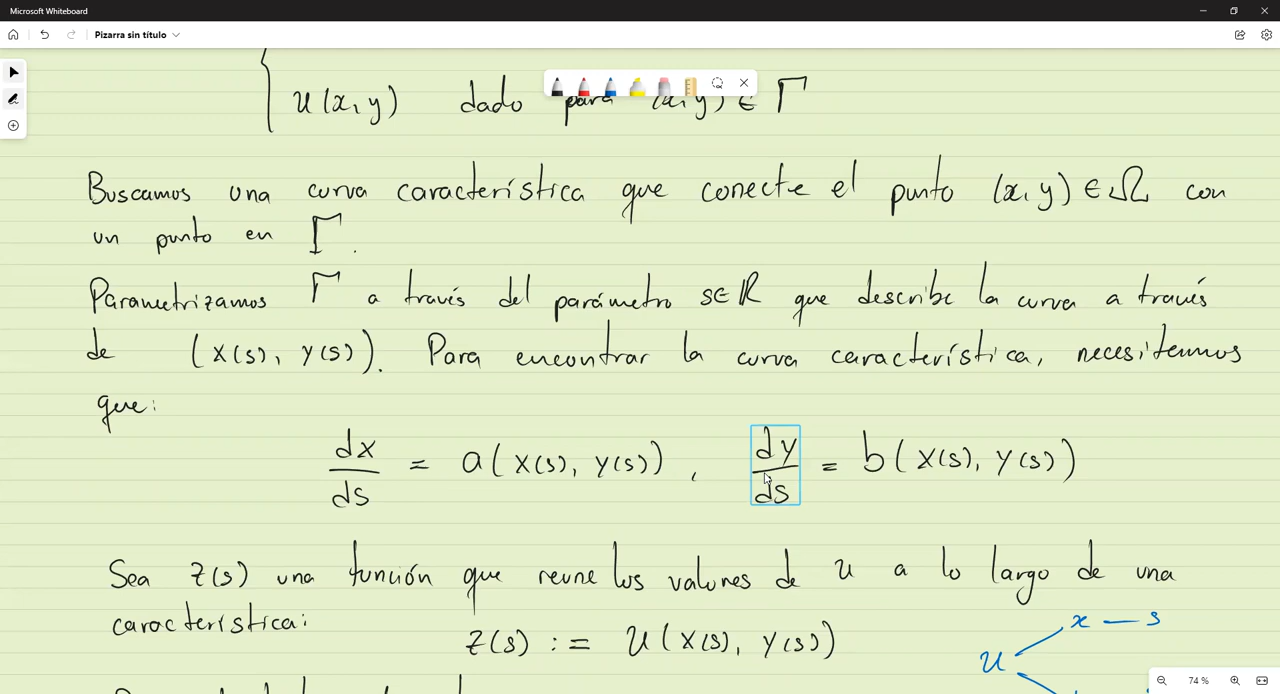 Microsoft Whiteboard
Pizarra sin título
u(x,y) dado para (x,y) ∈ Γ
Buscamos una curva característica que conecte el punto (x,y) ∈ Ω con
un punto en Γ.
Parametrizamos Γ a través del parámetro s∈ℝ que describe la curva a través
de (x(s), y(s)). Para encontrar la curva característica, necesitemos
que:
dx/ds = a(x(s), y(s)), dy/ds = b(x(s), y(s))
Sea z(s) una función que reune los valores de u a lo largo de una
característica:
z(s) := u(x(s), y(s))
x — s
u
74 %